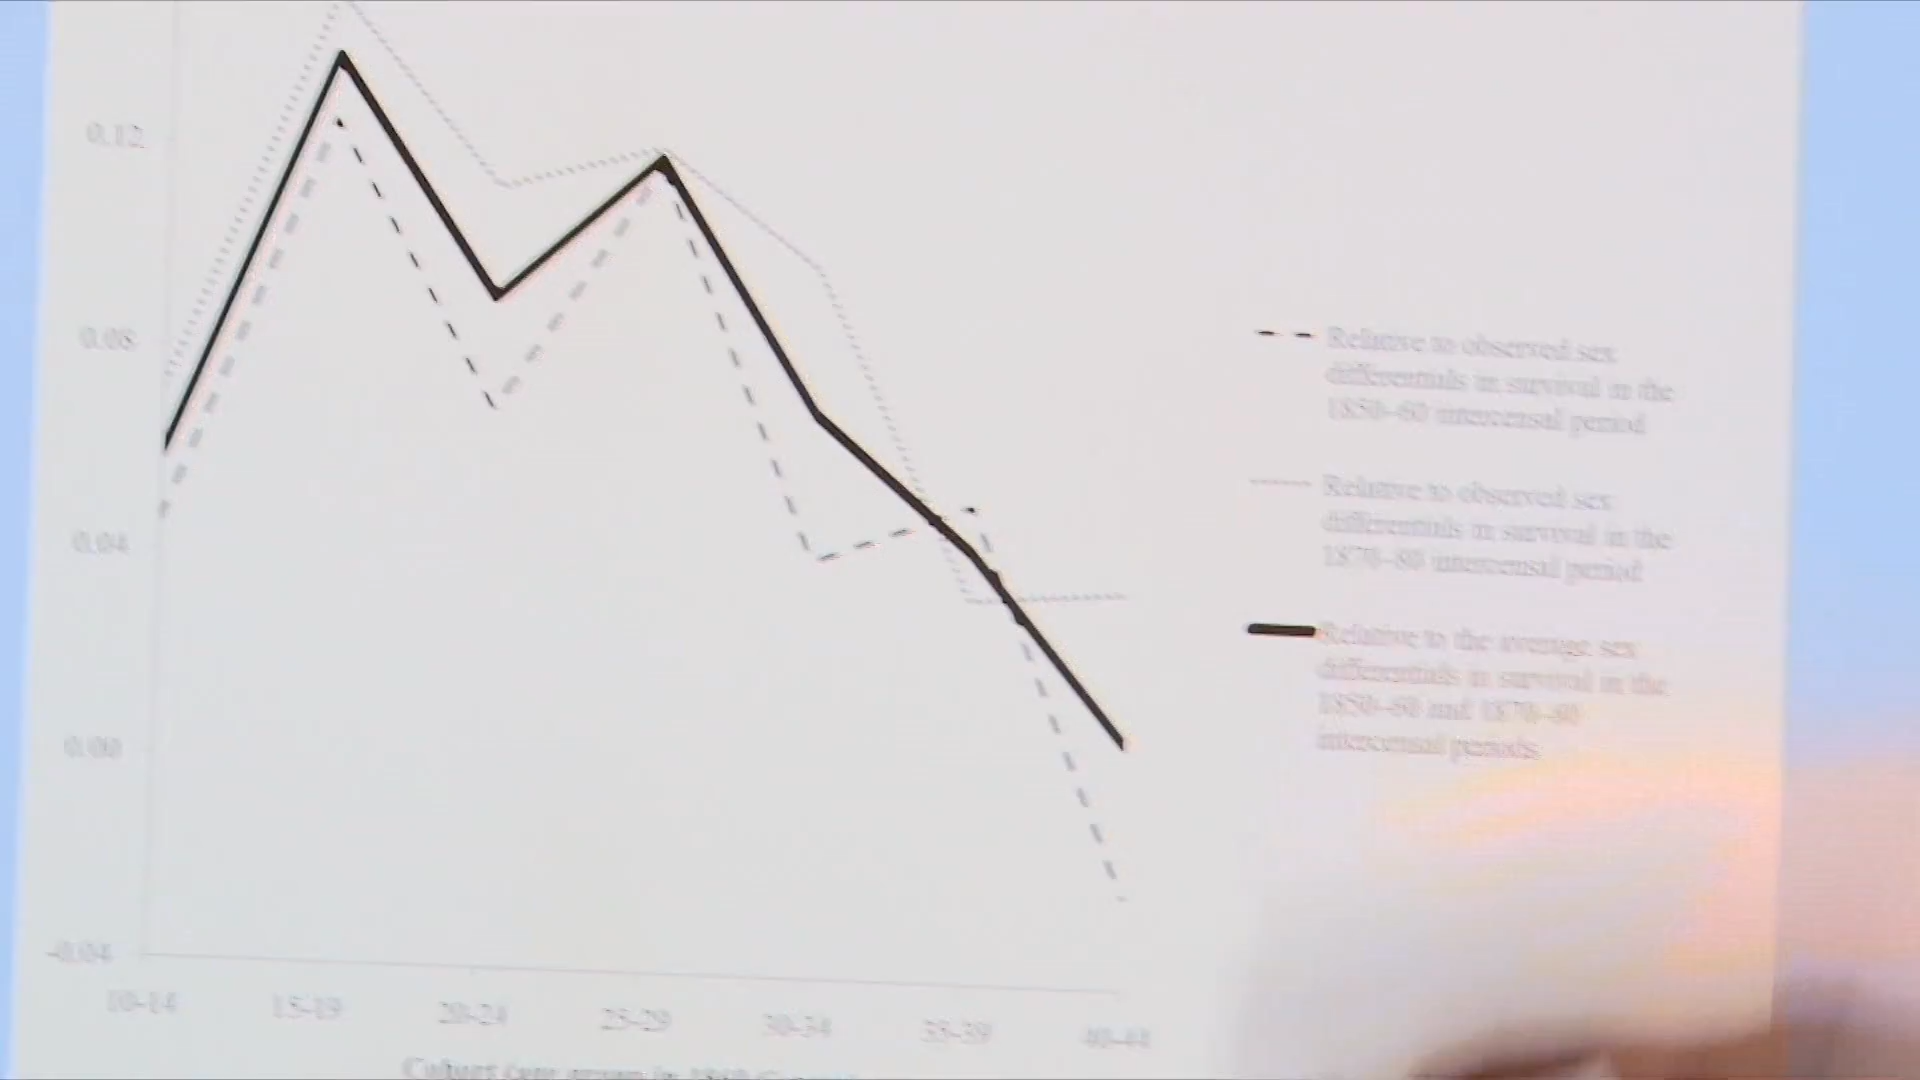 0.12
0.08
0.04
0.00
-0.04
10-14
15-19
20-24
25-29
30-34
35-39
40-44
Relative to observed sex
differentials in survival in the
1850–60 intercensal period
Relative to observed sex
differentials in survival in the
1870–80 intercensal period
Relative to the average sex
differentials in survival in the
1850–60 and 1870–80
intercensal periods
Cohort in 1860